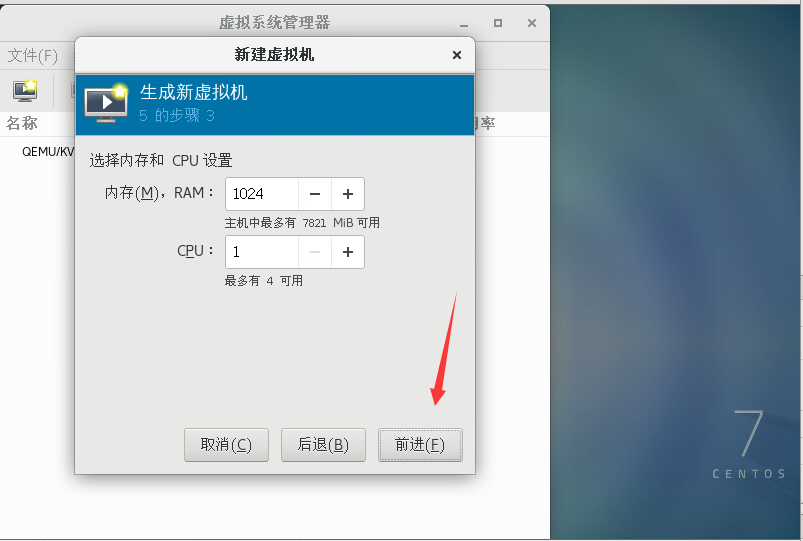 虚拟系统管理器
文件(F)
新建虚拟机
生成新虚拟机
5 的步骤 3
名称
用率
QEMU/KV
选择内存和 CPU 设置
内存(M)，RAM：
1024
主机中最多有 7821 MiB 可用
CPU：
1
最多有 4 可用
取消(C)
后退(B)
前进(F)
7
CENTOS